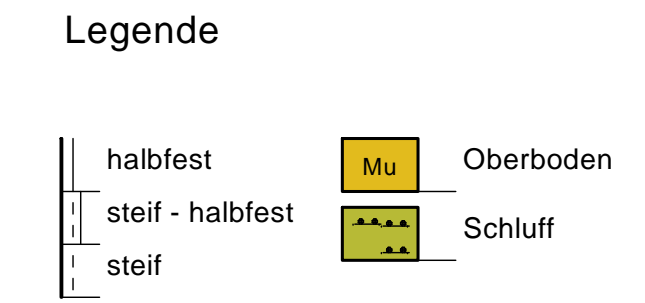 Legende
halbfest
steif - halbfest
steif
Mu Oberboden
Schluff